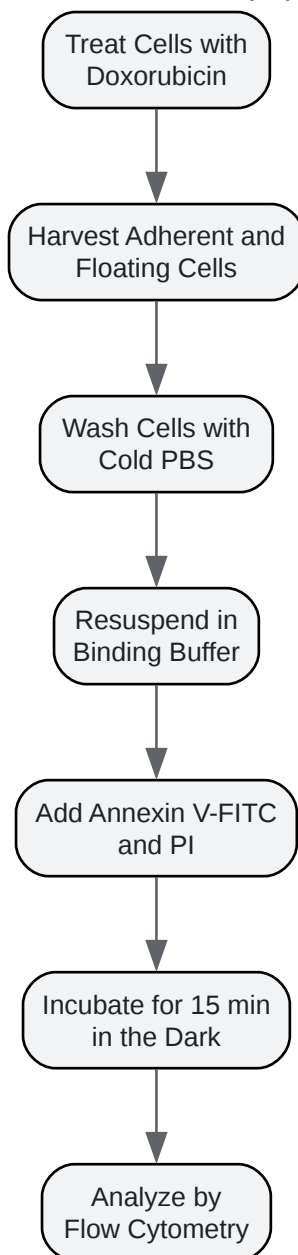 Treat Cells with
Doxorubicin
Harvest Adherent and
Floating Cells
Wash Cells with
Cold PBS
Resuspend in
Binding Buffer
Add Annexin V-FITC
and PI
Incubate for 15 min
in the Dark
Analyze by
Flow Cytometry